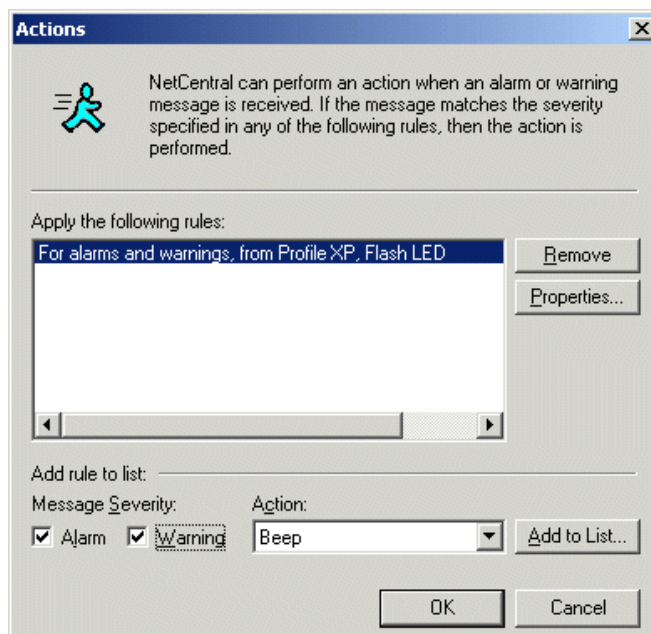 Actions
NetCentral can perform an action when an alarm or warning
message is received. If the message matches the severity
specified in any of the following rules, then the action is
performed.
Apply the following rules:
For alarms and warnings, from Profile XP, Flash LED
Remove
Properties...
Add rule to list:
Message Severity:
Action:
Alarm
Warning
Beep
Add to List...
OK
Cancel